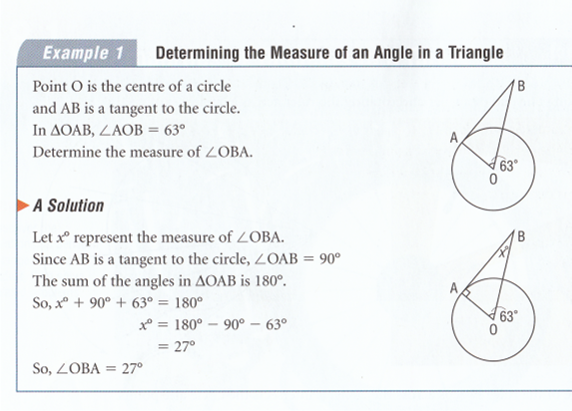 Example 1 Determining the Measure of an Angle in a Triangle
Point O is the centre of a circle
and AB is a tangent to the circle.
In ΔOAB, ∠AOB = 63°
Determine the measure of ∠OBA.
B
A
63°
O
A Solution
Let x° represent the measure of ∠OBA.
Since AB is a tangent to the circle, ∠OAB = 90°
The sum of the angles in ΔOAB is 180°.
So, x° + 90° + 63° = 180°
x° = 180° − 90° − 63°
= 27°
So, ∠OBA = 27°
B
x°
A
63°
O